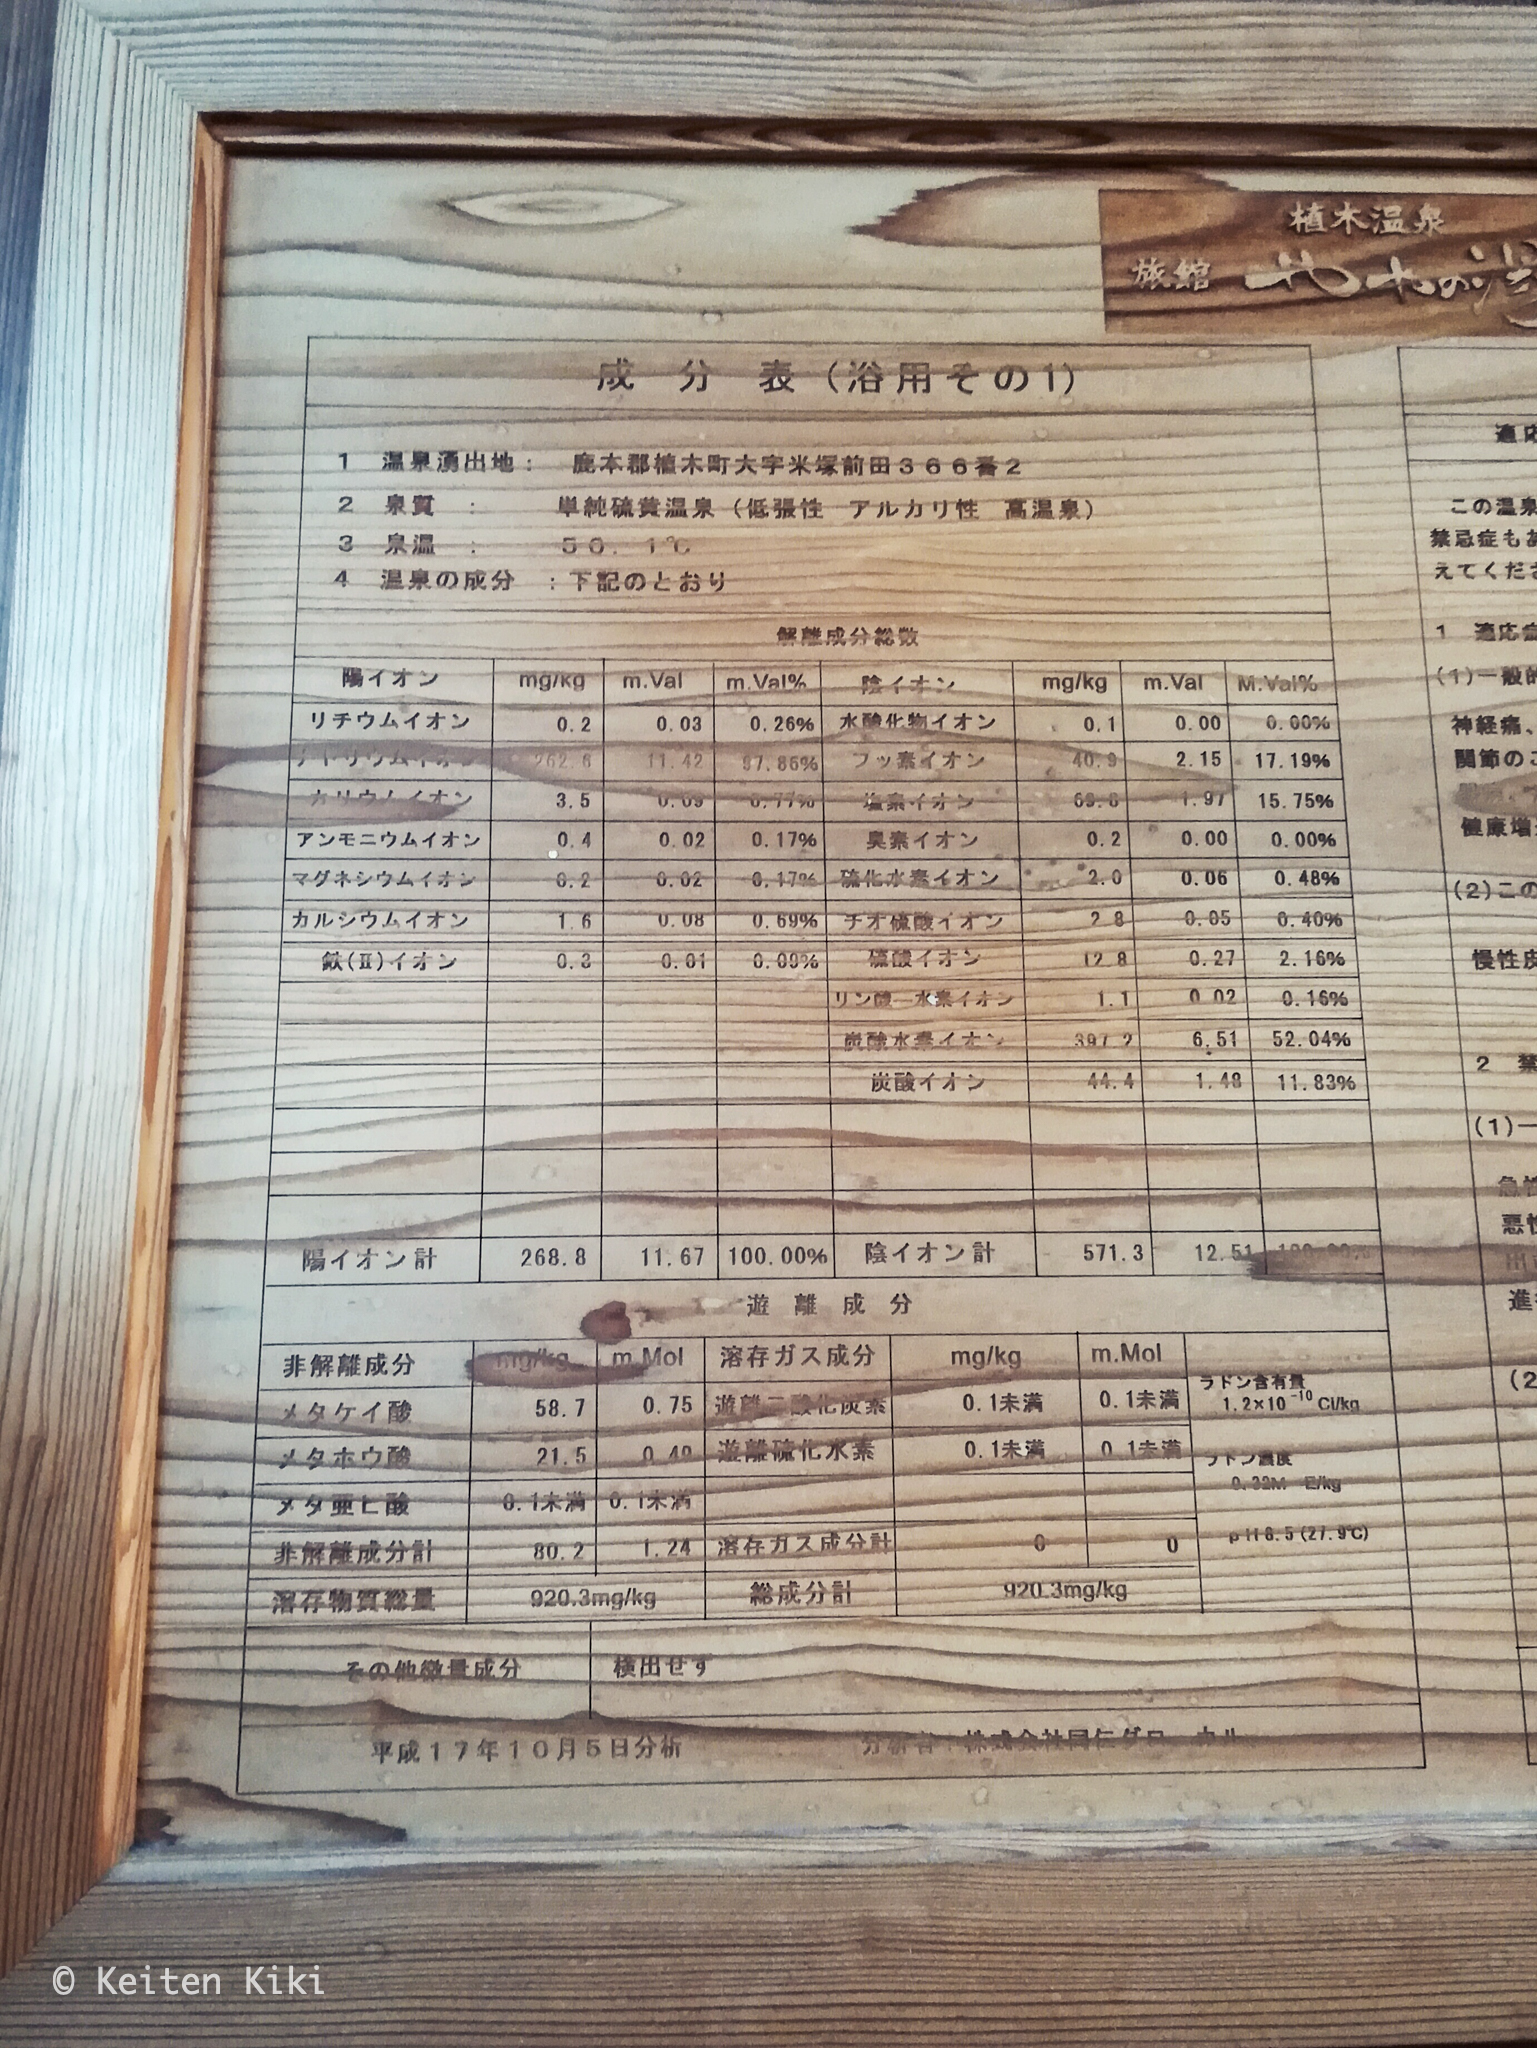 植木温泉
旅館 や の湯
成 分 表 (浴用その1)
1 温泉湧出地: 鹿本郡植木町大字米塚前田366番2
2 泉質 : 単純硫黄温泉 (低張性 アルカリ性 高温泉)
3 泉温 : 50. 1℃
4 温泉の成分 : 下記のとおり
解離成分総数
陽イオン mg/kg m.Val m.Val% 陰イオン mg/kg m.Val M.Val%
リチウムイオン 0.2 0.03 0.26% 水酸化物イオン 0.1 0.00 0.00%
ナトリウムイオン 262.6 11.42 97.86% フッ素イオン 40.9 2.15 17.19%
カリウムイオン 3.5 0.09 0.77% 塩素イオン 69.8 1.97 15.75%
アンモニウムイオン 0.4 0.02 0.17% 臭素イオン 0.2 0.00 0.00%
マグネシウムイオン 0.2 0.02 0.17% 硫化水素イオン 2.0 0.06 0.48%
カルシウムイオン 1.6 0.08 0.69% チオ硫酸イオン 2.8 0.05 0.40%
鉄(Ⅱ)イオン 0.3 0.01 0.09% 硫酸イオン 12.8 0.27 2.16%
リン酸一水素イオン 1.1 0.02 0.16%
炭酸水素イオン 397.2 6.51 52.04%
炭酸イオン 44.4 1.48 11.83%
陽イオン計 268.8 11.67 100.00% 陰イオン計 571.3 12.51 100.00%
遊 離 成 分
非解離成分 mg/kg m.Mol 溶存ガス成分 mg/kg m.Mol
メタケイ酸 58.7 0.75 遊離二酸化炭素 0.1未満 0.1未満
メタホウ酸 21.5 0.49 遊離硫化水素 0.1未満 0.1未満
メタ亜ヒ酸 0.1未満 0.1未満
非解離成分計 80.2 1.24 溶存ガス成分計 0 0
溶存物質総量 920.3mg/kg 総成分計 920.3mg/kg
ラドン含有量
1.2×10⁻¹⁰ Ci/kg
ラドン濃度
0.32M E/kg
pH8.5(27.9℃)
その他微量成分 検出せず
平成17年10月5日分析 分析者:株式会社同仁グローカル
適応
この温泉
禁忌症もあ
えてくださ
1 適応症
(1)一般的
神経痛、
関節のこ
健康増
(2)この
慢性皮
2 禁
(1)一
急性
悪性
出
進
(2
© Keiten Kiki